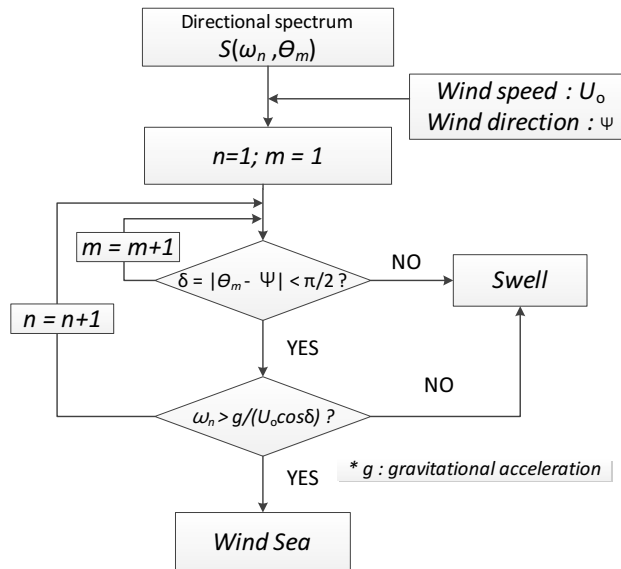 Directional spectrum
S(ωn ,Θm)
Wind speed : Uo
Wind direction : Ψ
n=1; m = 1
m = m+1
δ = |Θm - Ψ| < π/2 ?
NO
Swell
n = n+1
YES
NO
ωn > g/(Uocosδ) ?
YES
* g : gravitational acceleration
Wind Sea